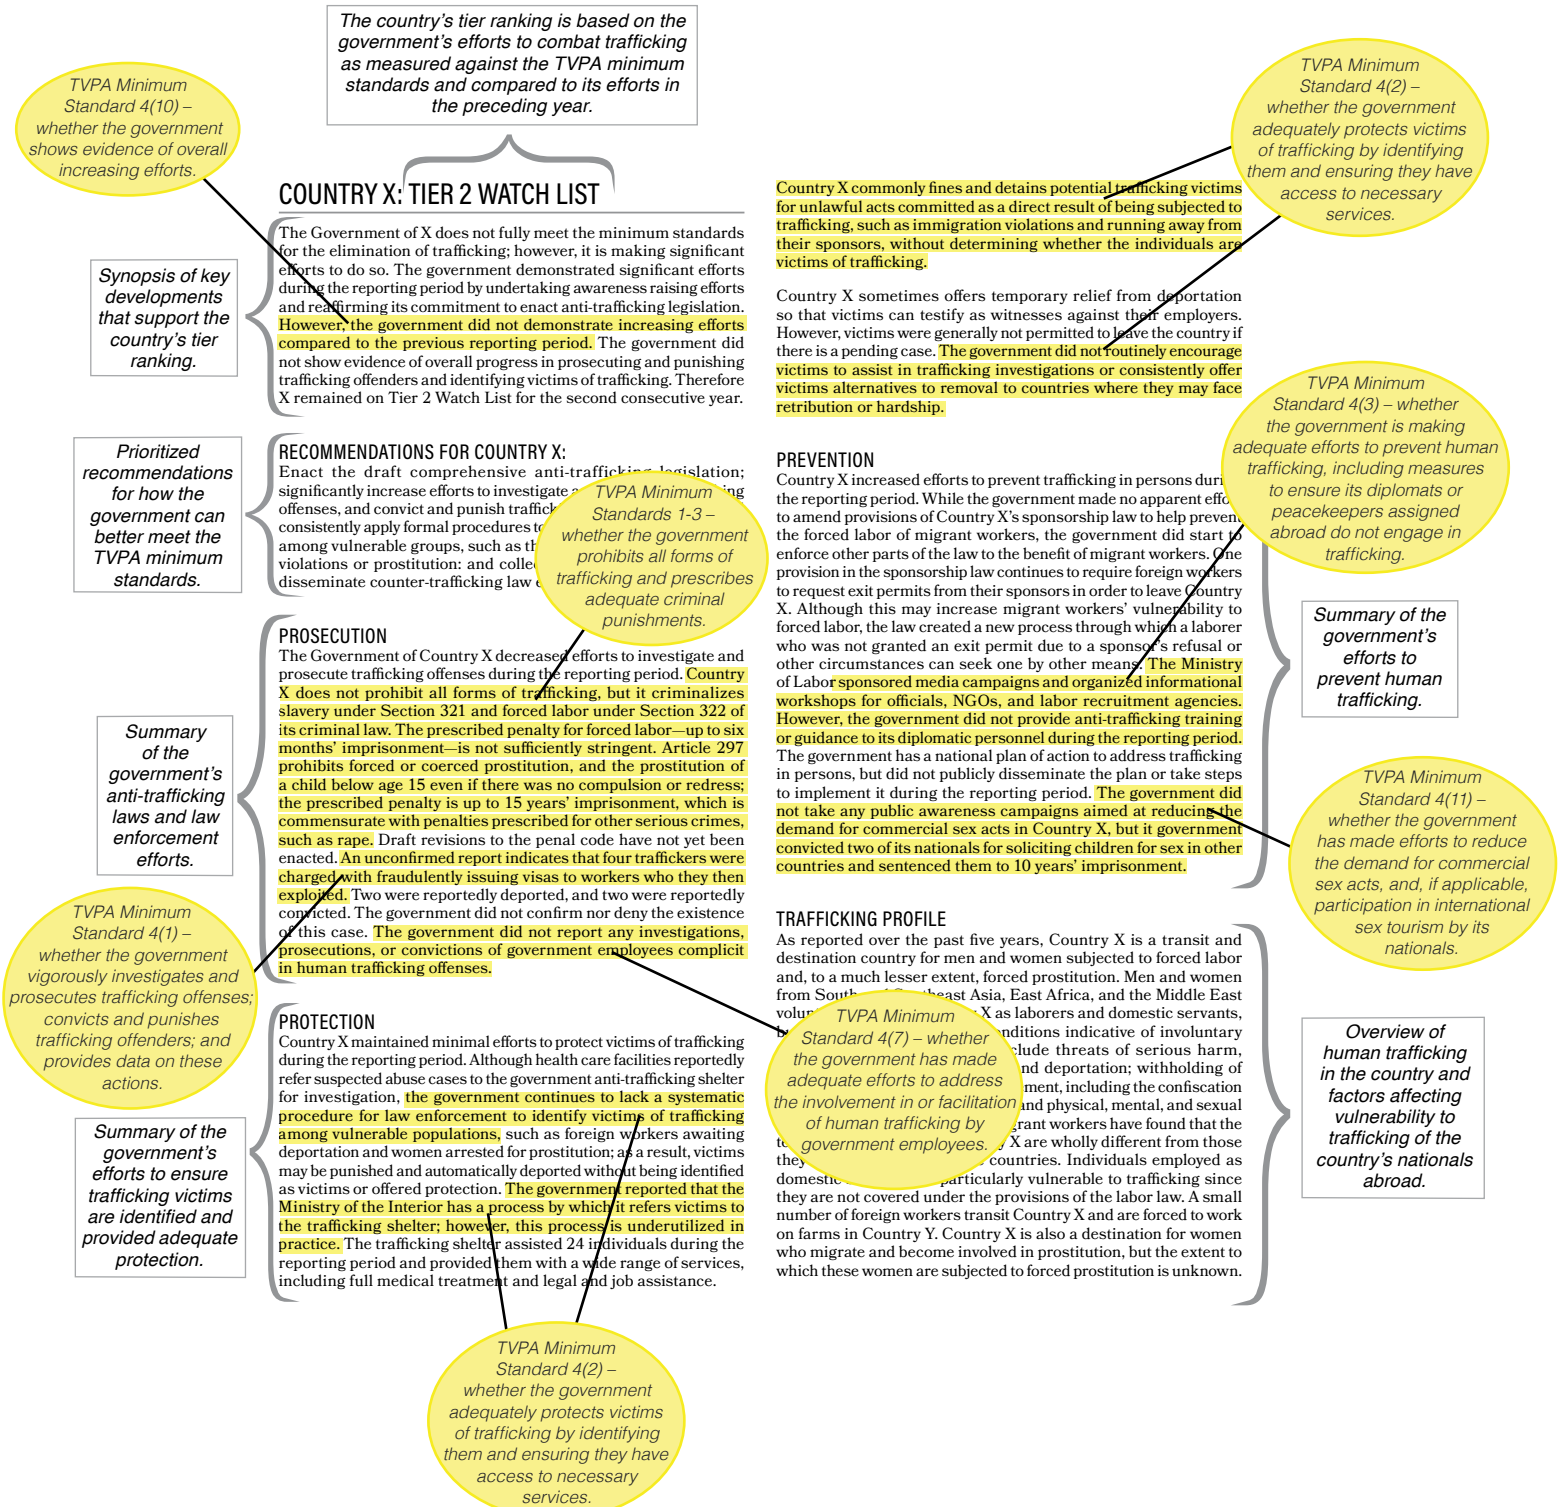 The country's tier ranking is based on the
government's efforts to combat trafficking
as measured against the TVPA minimum
standards and compared to its efforts in
the preceding year.
TVPA Minimum
Standard 4(10) –
whether the government
shows evidence of overall
increasing efforts.
COUNTRY X: TIER 2 WATCH LIST
Synopsis of key
developments
that support the
country's tier
ranking.
The Government of X does not fully meet the minimum standards
for the elimination of trafficking; however, it is making significant
efforts to do so. The government demonstrated significant efforts
during the reporting period by undertaking awareness raising efforts
and reaffirming its commitment to enact anti-trafficking legislation.
However, the government did not demonstrate increasing efforts
compared to the previous reporting period. The government did
not show evidence of overall progress in prosecuting and punishing
trafficking offenders and identifying victims of trafficking. Therefore
X remained on Tier 2 Watch List for the second consecutive year.
Prioritized
recommendations
for how the
government can
better meet the
TVPA minimum
standards.
RECOMMENDATIONS FOR COUNTRY X:
Enact the draft comprehensive anti-trafficking legislation;
significantly increase efforts to investigate
offenses, and convict and punish
consistently apply formal procedures to
among vulnerable groups, such as
violations or prostitution: and
disseminate counter-trafficking law
TVPA Minimum
Standards 1-3 –
whether the government
prohibits all forms of
trafficking and prescribes
adequate criminal
punishments.
Summary
of the
government's
anti-trafficking
laws and law
enforcement
efforts.
PROSECUTION
The Government of Country X decreased efforts to investigate and
prosecute trafficking offenses during the reporting period. Country
X does not prohibit all forms of trafficking, but it criminalizes
slavery under Section 321 and forced labor under Section 322 of
its criminal law. The prescribed penalty for forced labor—up to six
months' imprisonment—is not sufficiently stringent. Article 297
prohibits forced or coerced prostitution, and the prostitution of
a child below age 15 even if there was no compulsion or redress;
the prescribed penalty is up to 15 years' imprisonment, which is
commensurate with penalties prescribed for other serious crimes,
such as rape. Draft revisions to the penal code have not yet been
enacted. An unconfirmed report indicates that four traffickers were
charged with fraudulently issuing visas to workers who they then
exploited. Two were reportedly deported, and two were reportedly
convicted. The government did not confirm nor deny the existence
of this case. The government did not report any investigations,
prosecutions, or convictions of government employees complicit
in human trafficking offenses.
TVPA Minimum
Standard 4(1) –
whether the government
vigorously investigates and
prosecutes trafficking offenses;
convicts and punishes
trafficking offenders; and
provides data on these
actions.
Summary of the
government's
efforts to ensure
trafficking victims
are identified and
provided adequate
protection.
PROTECTION
Country X maintained minimal efforts to protect victims of trafficking
during the reporting period. Although health care facilities reportedly
refer suspected abuse cases to the government anti-trafficking shelter
for investigation, the government continues to lack a systematic
procedure for law enforcement to identify victims of trafficking
among vulnerable populations, such as foreign workers awaiting
deportation and women arrested for prostitution; as a result, victims
may be punished and automatically deported without being identified
as victims or offered protection. The government reported that the
Ministry of the Interior has a process by which it refers victims to
the trafficking shelter; however, this process is underutilized in
practice. The trafficking shelter assisted 24 individuals during the
reporting period and provided them with a wide range of services,
including full medical treatment and legal and job assistance.
TVPA Minimum
Standard 4(2) –
whether the government
adequately protects victims
of trafficking by identifying
them and ensuring they have
access to necessary
services.
Country X commonly fines and detains potential trafficking victims
for unlawful acts committed as a direct result of being subjected to
trafficking, such as immigration violations and running away from
their sponsors, without determining whether the individuals are
victims of trafficking.
TVPA Minimum
Standard 4(2) –
whether the government
adequately protects victims
of trafficking by identifying
them and ensuring they have
access to necessary
services.
Country X sometimes offers temporary relief from deportation
so that victims can testify as witnesses against their employers.
However, victims were generally not permitted to leave the country if
there is a pending case. The government did not routinely encourage
victims to assist in trafficking investigations or consistently offer
victims alternatives to removal to countries where they may face
retribution or hardship.
TVPA Minimum
Standard 4(3) – whether
the government is making
adequate efforts to prevent human
trafficking, including measures
to ensure its diplomats or
peacekeepers assigned
abroad do not engage in
trafficking.
PREVENTION
Country X increased efforts to prevent trafficking in persons
the reporting period. While the government made no apparent
to amend provisions of Country X's sponsorship law to help prevent
the forced labor of migrant workers, the government did start to
enforce other parts of the law to the benefit of migrant workers. One
provision in the sponsorship law continues to require foreign workers
to request exit permits from their sponsors in order to leave Country
X. Although this may increase migrant workers' vulnerability to
forced labor, the law created a new process through which a laborer
who was not granted an exit permit due to a sponsor's refusal or
other circumstances can seek one by other means. The Ministry
of Labor sponsored media campaigns and organized informational
workshops for officials, NGOs, and labor recruitment agencies.
However, the government did not provide anti-trafficking training
or guidance to its diplomatic personnel during the reporting period.
The government has a national plan of action to address trafficking
in persons, but did not publicly disseminate the plan or take steps
to implement it during the reporting period. The government did
not take any public awareness campaigns aimed at reducing the
demand for commercial sex acts in Country X, but it government
convicted two of its nationals for soliciting children for sex in other
countries and sentenced them to 10 years' imprisonment.
Summary of the
government's
efforts to
prevent human
trafficking.
TVPA Minimum
Standard 4(11) –
whether the government
has made efforts to reduce
the demand for commercial
sex acts, and, if applicable,
participation in international
sex tourism by its
nationals.
TRAFFICKING PROFILE
As reported over the past five years, Country X is a transit and
destination country for men and women subjected to forced labor
and, to a much lesser extent, forced prostitution. Men and women
from Asia, East Africa, and the Middle East
X as laborers and domestic servants,
indicative of involuntary
threats of serious harm,
deportation; withholding of
including the confiscation
and physical, mental, and sexual
workers have found that the
X are wholly different from those
they countries. Individuals employed as
domestic particularly vulnerable to trafficking since
they are not covered under the provisions of the labor law. A small
number of foreign workers transit Country X and are forced to work
on farms in Country Y. Country X is also a destination for women
who migrate and become involved in prostitution, but the extent to
which these women are subjected to forced prostitution is unknown.
TVPA Minimum
Standard 4(7) – whether
the government has made
adequate efforts to address
the involvement in or facilitation
of human trafficking by
government employees.
Overview of
human trafficking
in the country and
factors affecting
vulnerability to
trafficking of the
country's nationals
abroad.